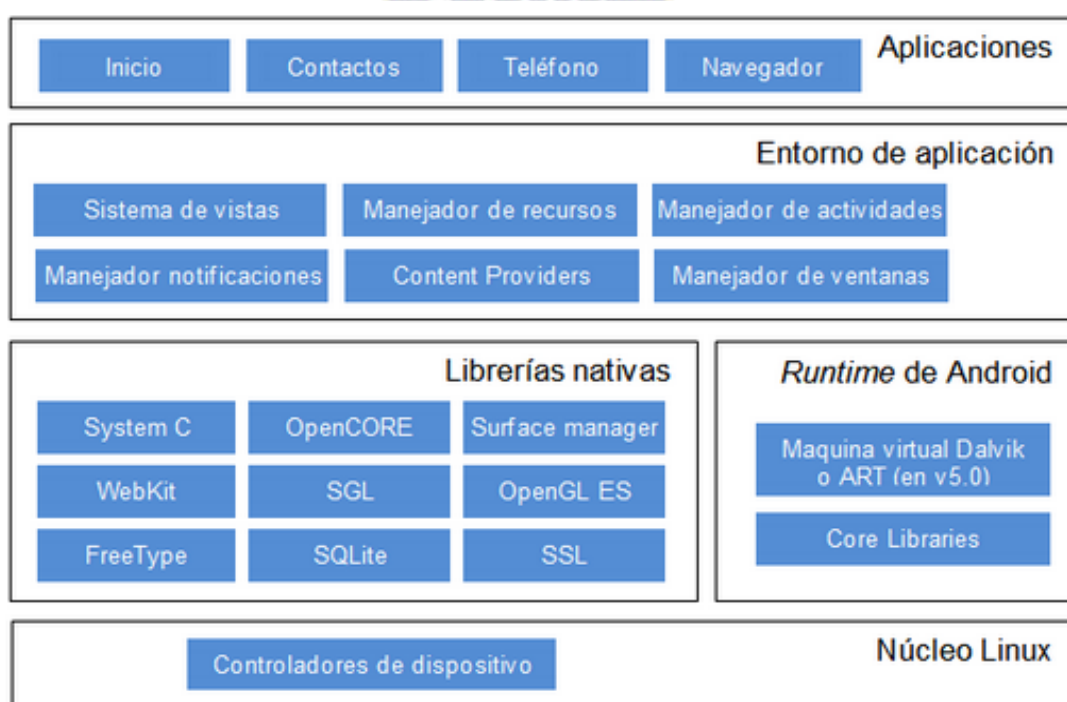 Aplicaciones
Inicio
Contactos
Teléfono
Navegador
Entorno de aplicación
Sistema de vistas
Manejador de recursos
Manejador de actividades
Manejador notificaciones
Content Providers
Manejador de ventanas
Librerías nativas
System C
OpenCORE
Surface manager
WebKit
SGL
OpenGL ES
FreeType
SQLite
SSL
Runtime de Android
Maquina virtual Dalvik
o ART (en v5.0)
Core Libraries
Núcleo Linux
Controladores de dispositivo